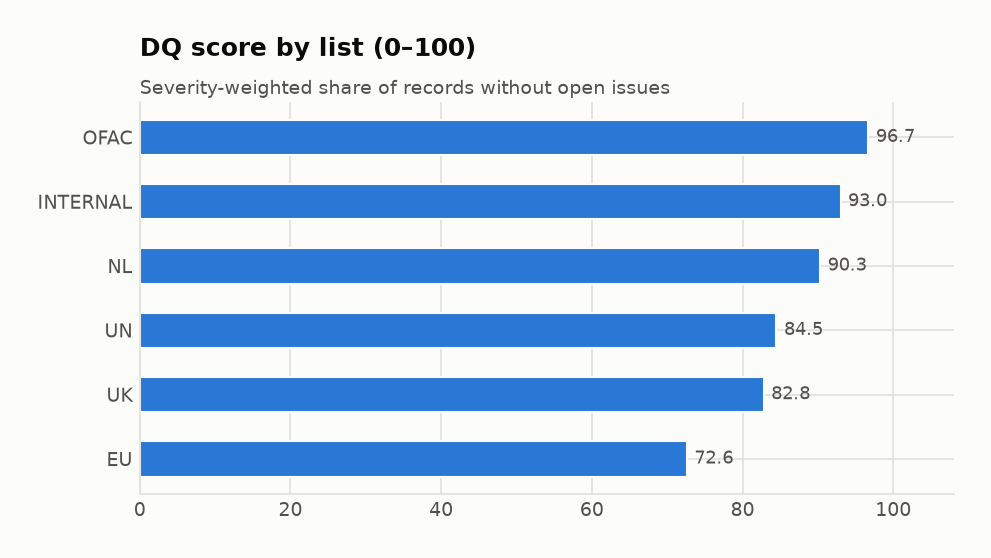 DQ score by list (0–100)
Severity-weighted share of records without open issues
OFAC 96.7
INTERNAL 93.0
NL 90.3
UN 84.5
UK 82.8
EU 72.6
0 20 40 60 80 100